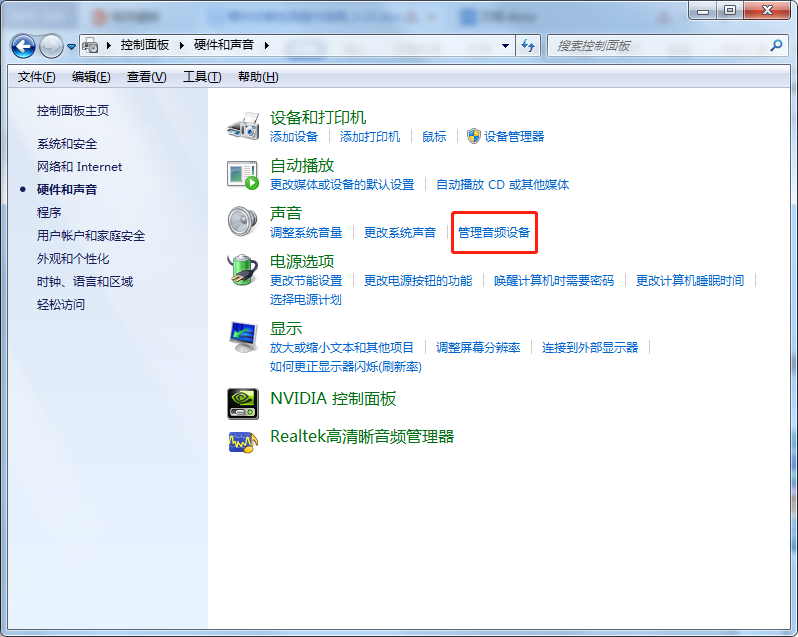 控制面板 硬件和声音
搜索控制面板
文件(F) 编辑(E) 查看(V) 工具(T) 帮助(H)
控制面板主页
系统和安全
网络和 Internet
硬件和声音
程序
用户帐户和家庭安全
外观和个性化
时钟、语言和区域
轻松访问
设备和打印机
添加设备 添加打印机 鼠标 设备管理器
自动播放
更改媒体或设备的默认设置 自动播放 CD 或其他媒体
声音
调整系统音量 更改系统声音 管理音频设备
电源选项
更改节能设置 更改电源按钮的功能 唤醒计算机时需要密码 更改计算机睡眠时间
选择电源计划
显示
放大或缩小文本和其他项目 调整屏幕分辨率 连接到外部显示器
如何更正显示器闪烁(刷新率)
NVIDIA 控制面板
Realtek高清晰音频管理器